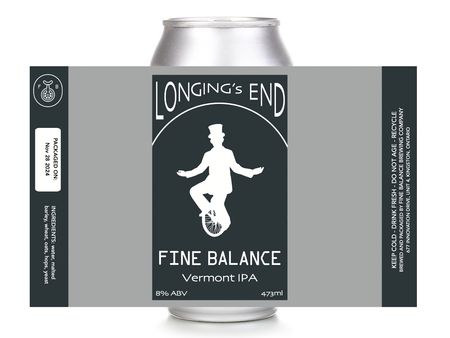 LONGING's END
FINE BALANCE
Vermont IPA
8% ABV
473ml
F B
PACKAGED ON:
Nov 28 2024
INGREDIENTS: water, malted
barley, wheat, oats, hops, yeast
KEEP COLD - DRINK FRESH - DO NOT AGE - RECYCLE
BREWED AND PACKAGED BY FINE BALANCE BREWING COMPANY
677 INNOVATION DRIVE, UNIT 4, KINGSTON, ONTARIO